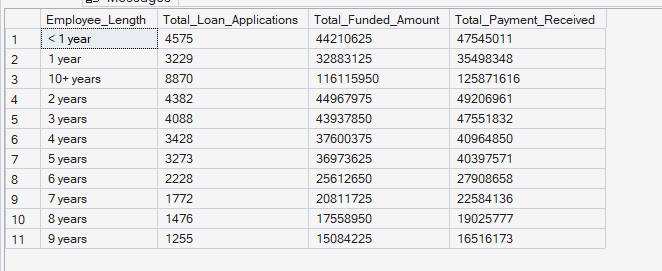 Messages
Employee_Length Total_Loan_Applications Total_Funded_Amount Total_Payment_Received
1 < 1 year 4575 44210625 47545011
2 1 year 3229 32883125 35498348
3 10+ years 8870 116115950 125871616
4 2 years 4382 44967975 49206961
5 3 years 4088 43937850 47551832
6 4 years 3428 37600375 40964850
7 5 years 3273 36973625 40397571
8 6 years 2228 25612650 27908658
9 7 years 1772 20811725 22584136
10 8 years 1476 17558950 19025777
11 9 years 1255 15084225 16516173